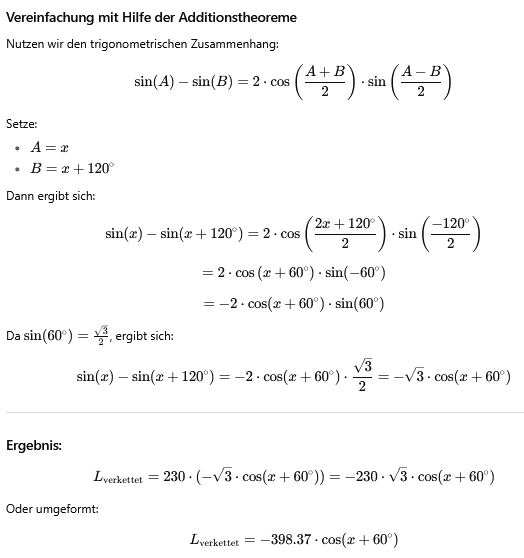 Vereinfachung mit Hilfe der Additionstheoreme
Nutzen wir den trigonometrischen Zusammenhang:
sin(A) − sin(B) = 2 · cos((A + B)/2) · sin((A − B)/2)
Setze:
• A = x
• B = x + 120°
Dann ergibt sich:
sin(x) − sin(x + 120°) = 2 · cos((2x + 120°)/2) · sin((−120°)/2)
= 2 · cos(x + 60°) · sin(−60°)
= −2 · cos(x + 60°) · sin(60°)
Da sin(60°) = √3/2, ergibt sich:
sin(x) − sin(x + 120°) = −2 · cos(x + 60°) · √3/2 = −√3 · cos(x + 60°)
Ergebnis:
L_verkettet = 230 · (−√3 · cos(x + 60°)) = −230 · √3 · cos(x + 60°)
Oder umgeformt:
L_verkettet = −398.37 · cos(x + 60°)